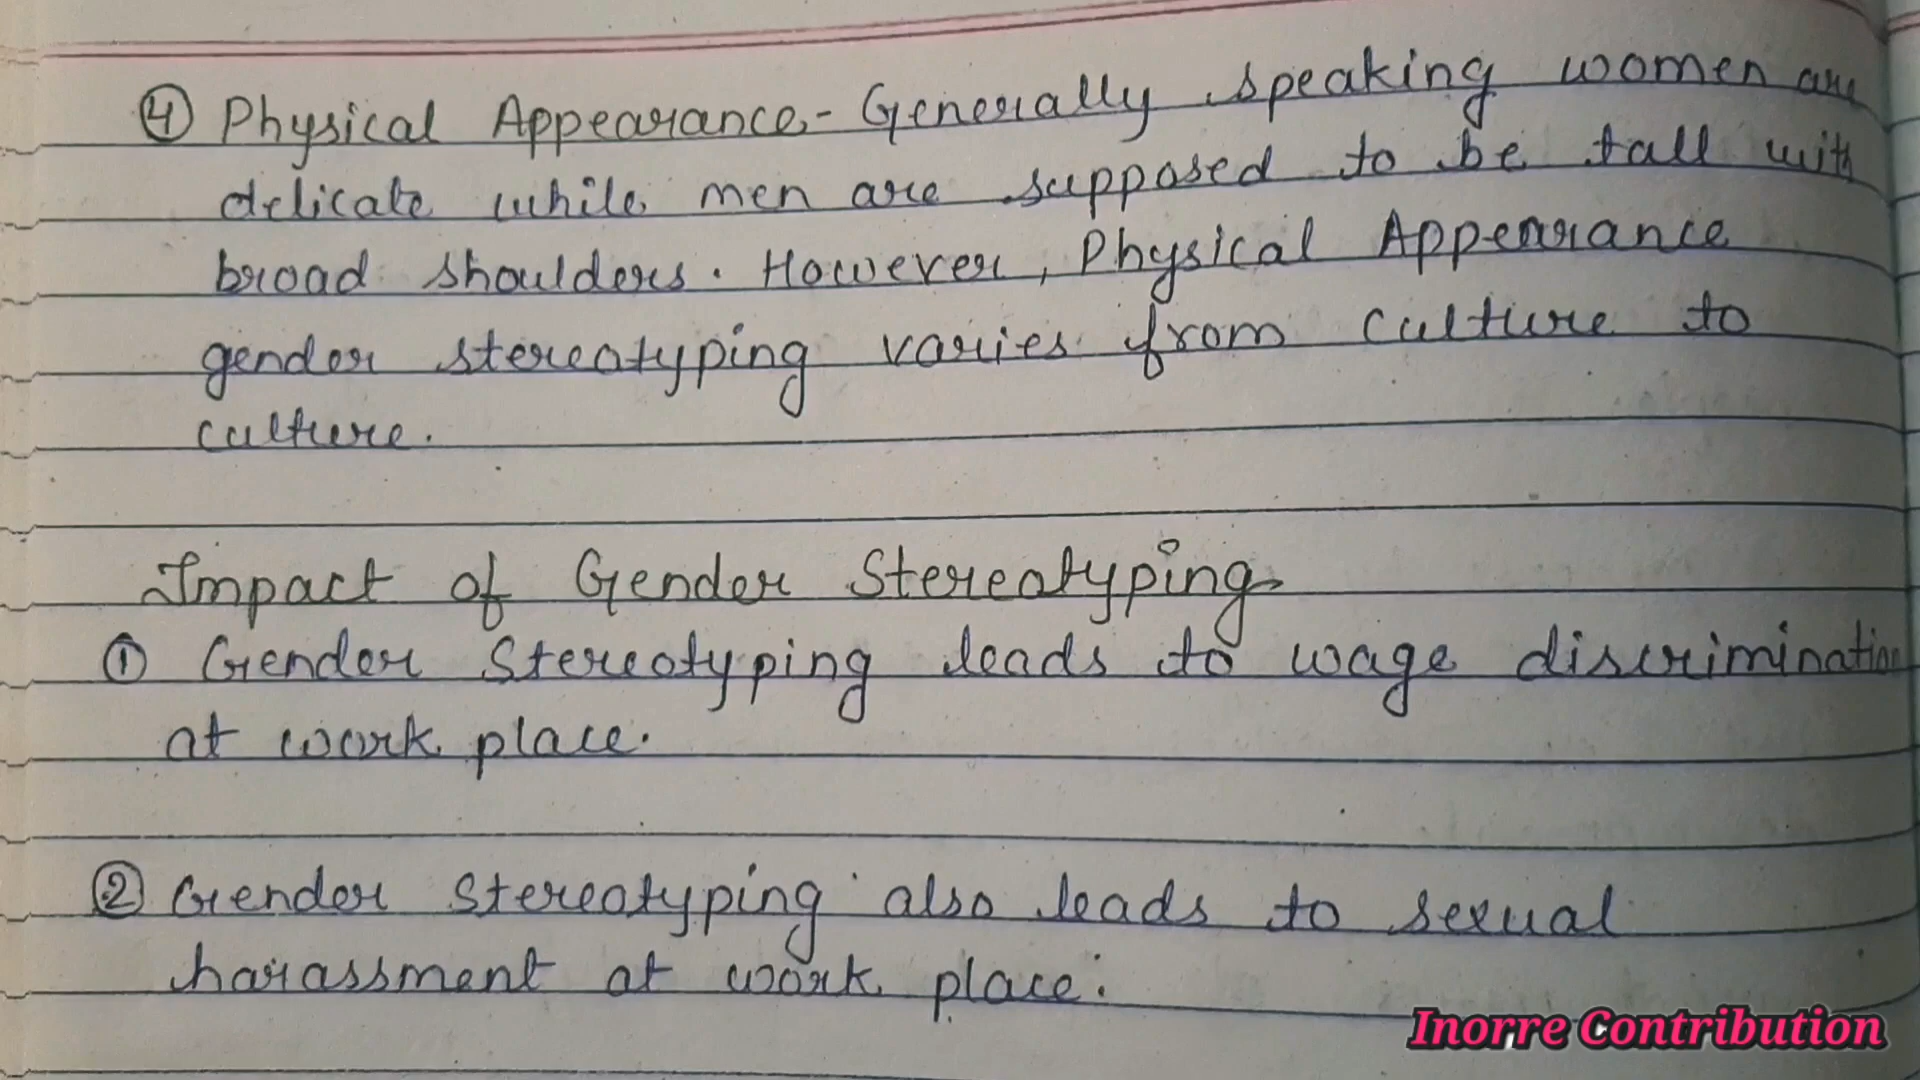 ④ Physical Appearance- Generally speaking women are
delicate while men are supposed to be tall with
broad shoulders. However, Physical Appearance
gender stereotyping varies from culture to
culture.
Impact of Gender Stereotyping
① Gender Stereotyping leads to wage discrimination
at work place.
② Gender Stereotyping also leads to sexual
harassment at work place.
Inorre Contribution